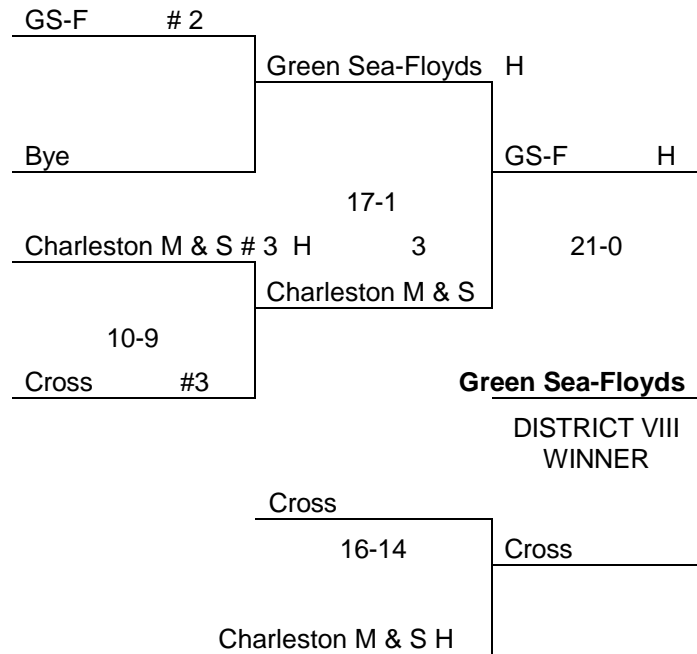 GS-F # 2
Green Sea-Floyds H
Bye
GS-F H
17-1
Charleston M & S # 3 H
3
21-0
Charleston M & S
10-9
Cross #3
Green Sea-Floyds
DISTRICT VIII
WINNER
Cross
16-14
Cross
Charleston M & S H